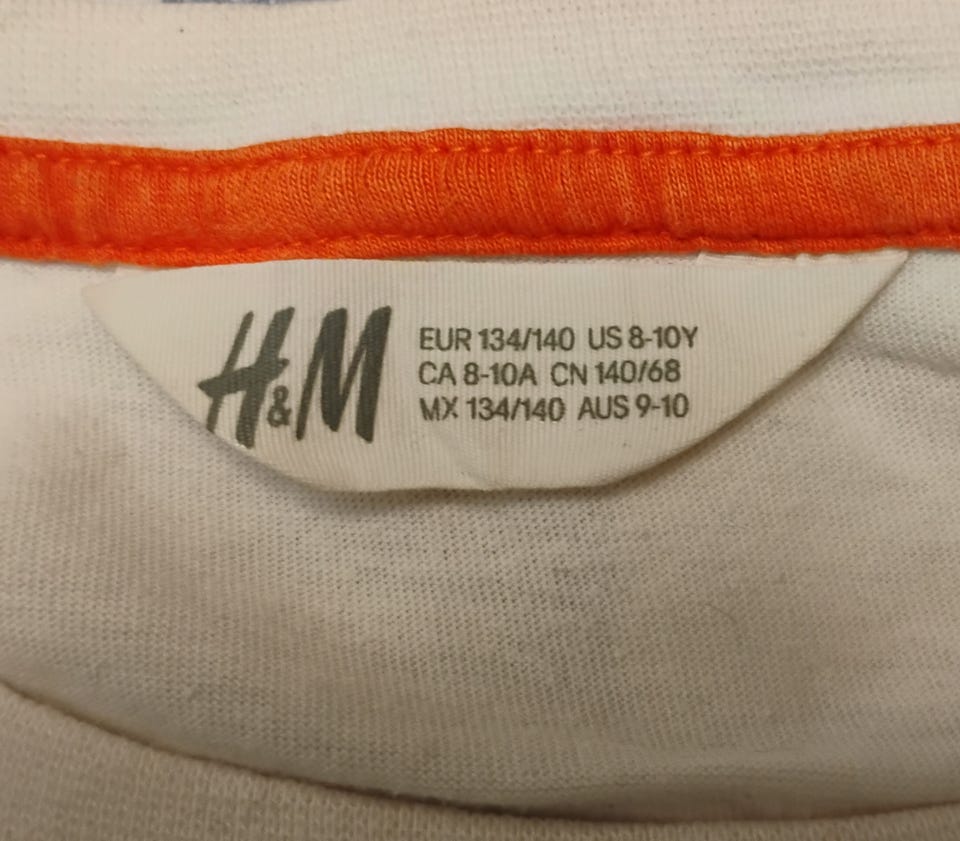 H&M
EUR 134/140 US 8-10Y
CA 8-10A CN 140/68
MX 134/140 AUS 9-10